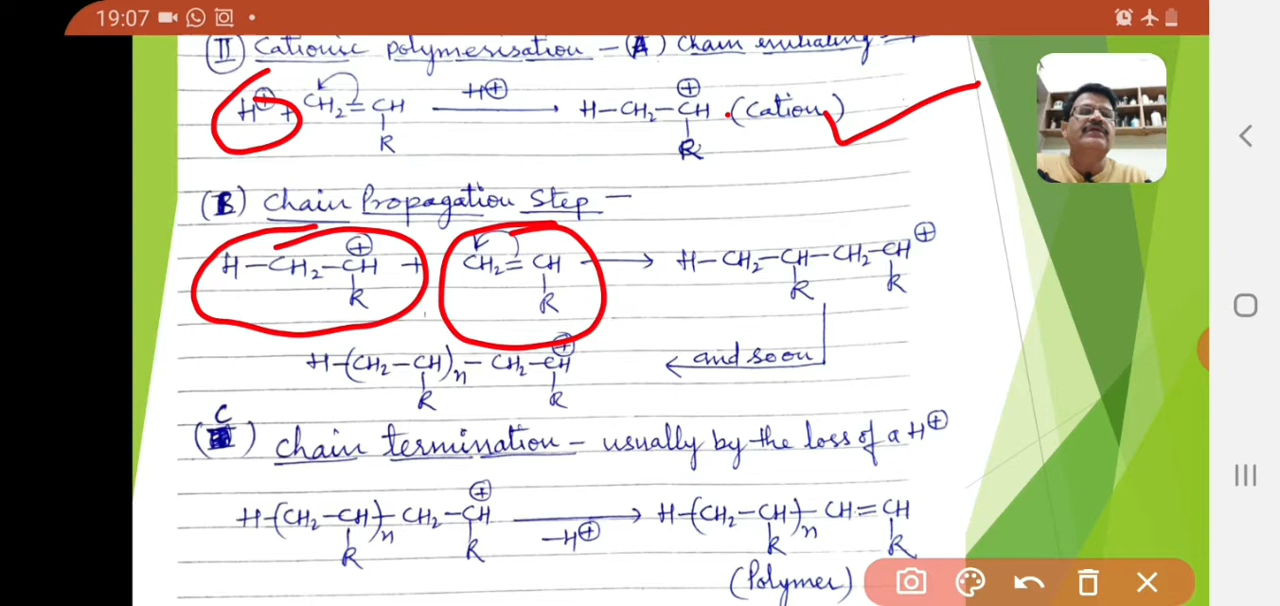 19:07
(II) Cationic polymerisation - (A) Chain initiating
H⊕ + CH₂=CH H⊕ → H-CH₂-CH⊕ . (Cation)
R R
(B) Chain Propagation Step -
H-CH₂-CH⊕ + CH₂=CH → H-CH₂-CH-CH₂-CH⊕
R R R R
H-(CH₂-CH)n-CH₂-CH⊕ ← and so on
R R
(C) Chain termination - usually by the loss of a H⊕
H-(CH₂-CH)n-CH₂-CH⊕ -H⊕ → H-(CH₂-CH)n-CH=CH
R R R R
(Polymer)